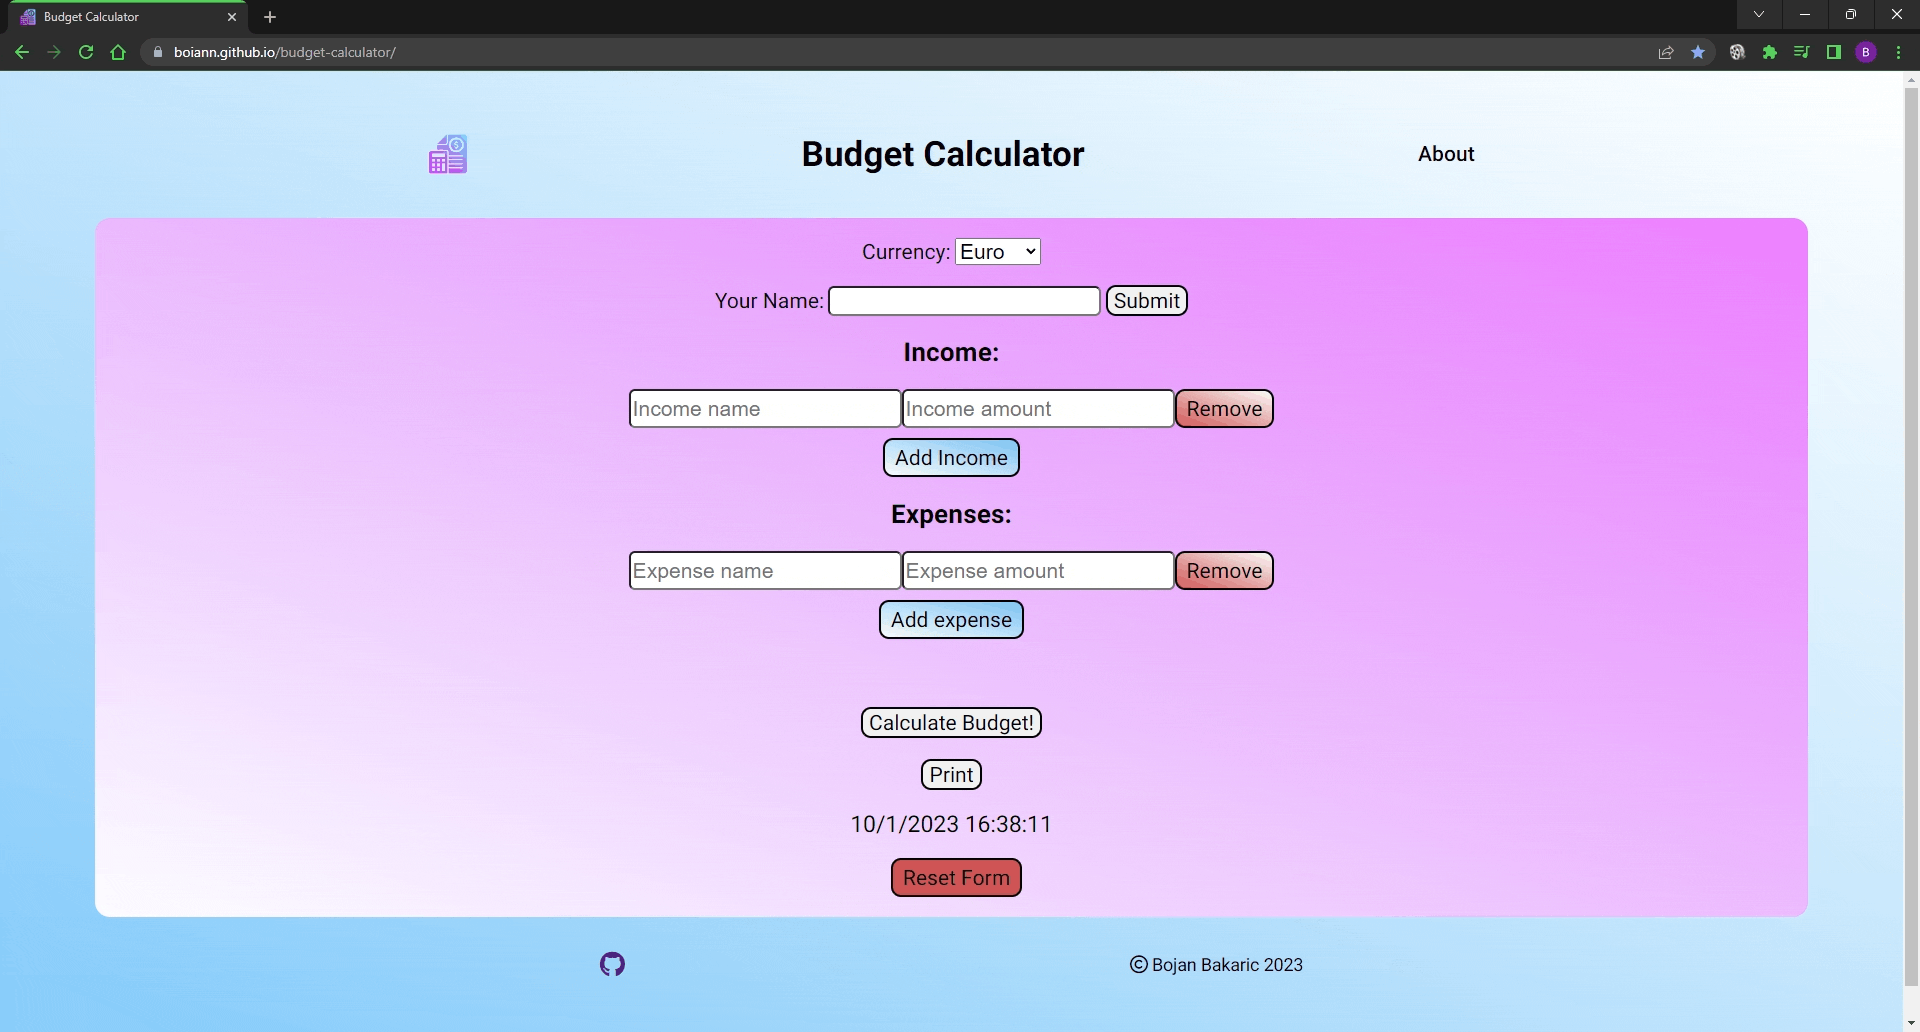 Budget Calculator
boiann.github.io/budget-calculator/
B
Budget Calculator
About
Currency: Euro
Your Name: Submit
Income:
Income name Income amount Remove
Add Income
Expenses:
Expense name Expense amount Remove
Add expense
Calculate Budget!
Print
10/1/2023 16:38:11
Reset Form
© Bojan Bakaric 2023